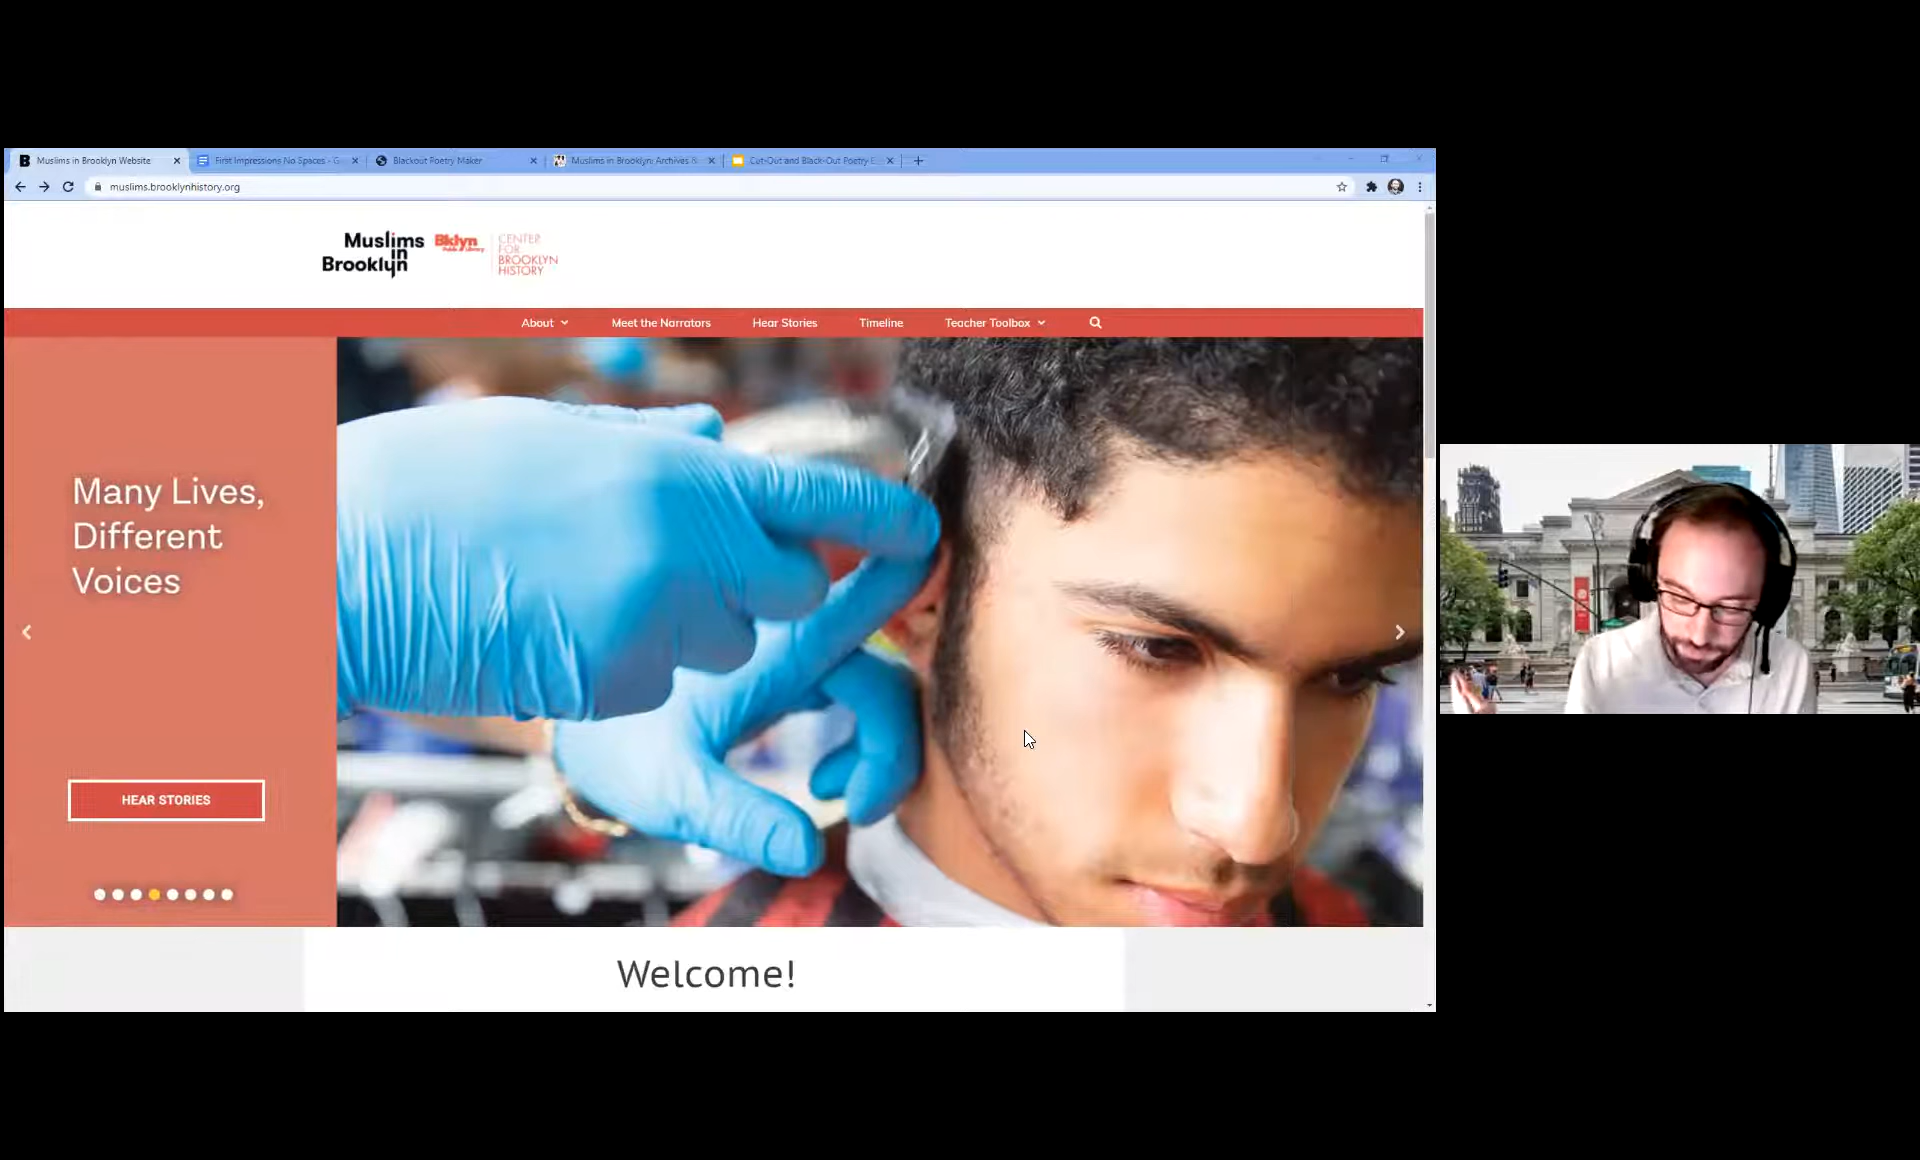 Muslims in Brooklyn Website
First Impressions No Spaces - G
Blackout Poetry Maker
Muslims in Brooklyn: Archives &
Cut-Out and Black-Out Poetry E
muslims.brooklynhistory.org
Muslims
in
Brooklyn
Bklyn
Public Library
CENTER
FOR
BROOKLYN
HISTORY
About
Meet the Narrators
Hear Stories
Timeline
Teacher Toolbox
Many Lives,
Different
Voices
HEAR STORIES
Welcome!